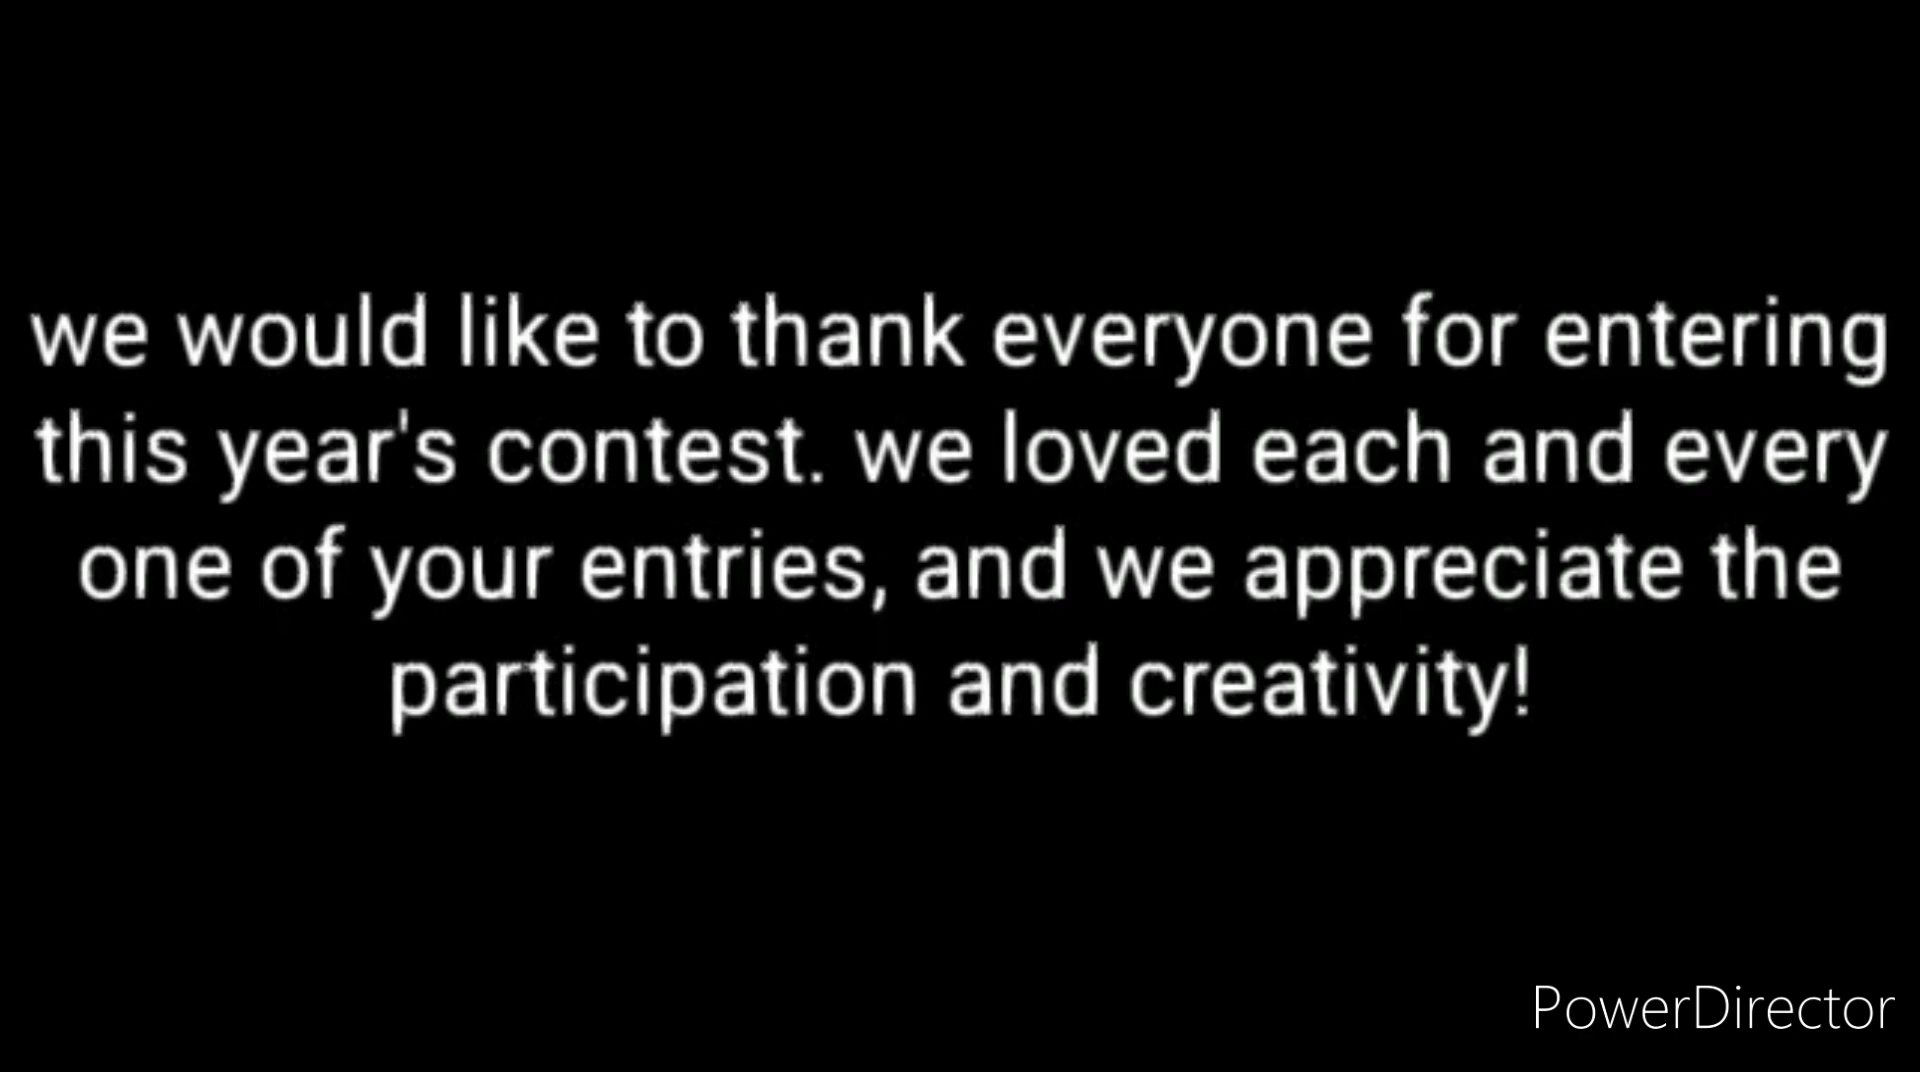 we would like to thank everyone for entering
this year's contest. we loved each and every
one of your entries, and we appreciate the
participation and creativity!
PowerDirector